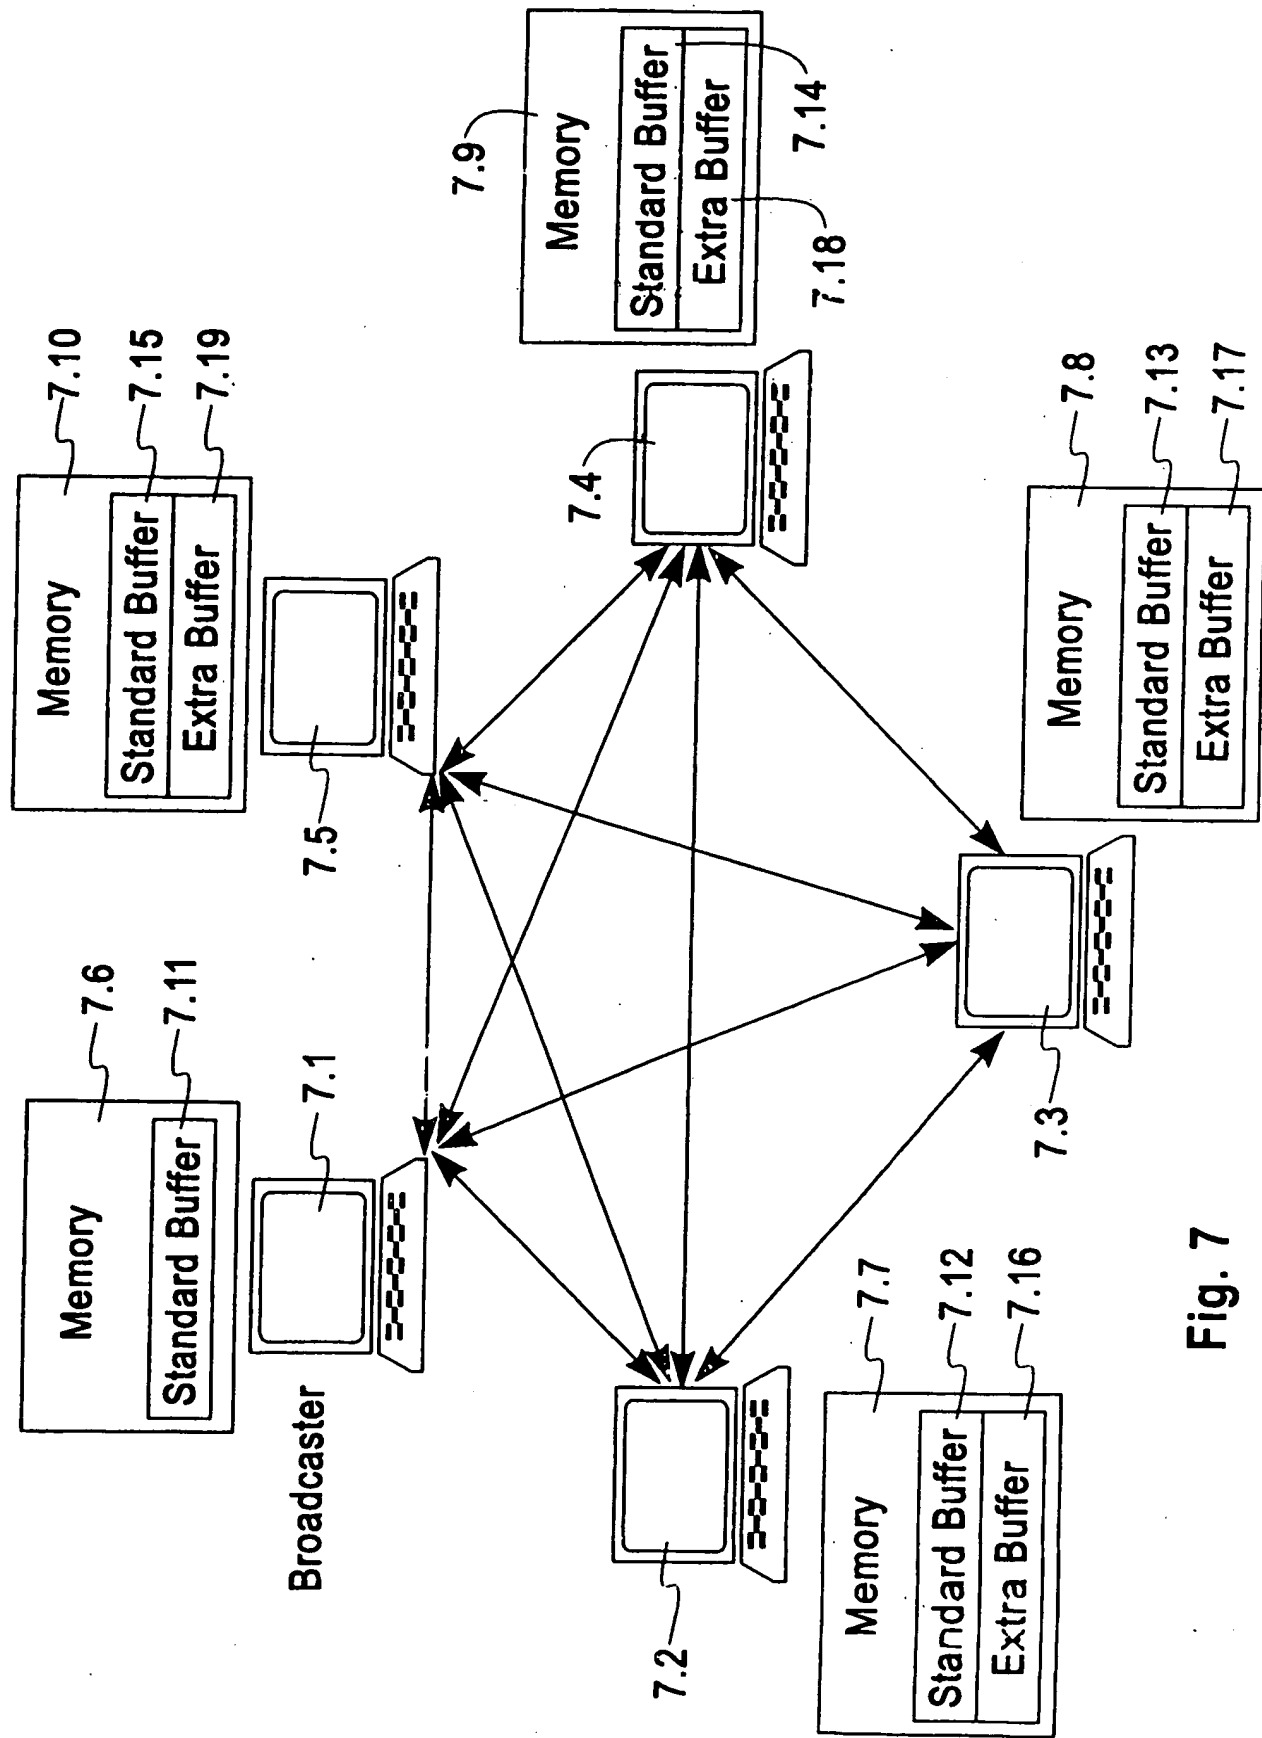 Memory
7.6
Standard Buffer
7.11
Broadcaster
7.1
Memory
7.10
Standard Buffer
7.15
Extra Buffer
7.19
7.5
7.9
Memory
Standard Buffer
Extra Buffer
7.18
7.14
7.4
7.2
Memory
7.7
Standard Buffer
7.12
Extra Buffer
7.16
7.3
Memory
7.8
Standard Buffer
7.13
Extra Buffer
7.17
Fig. 7